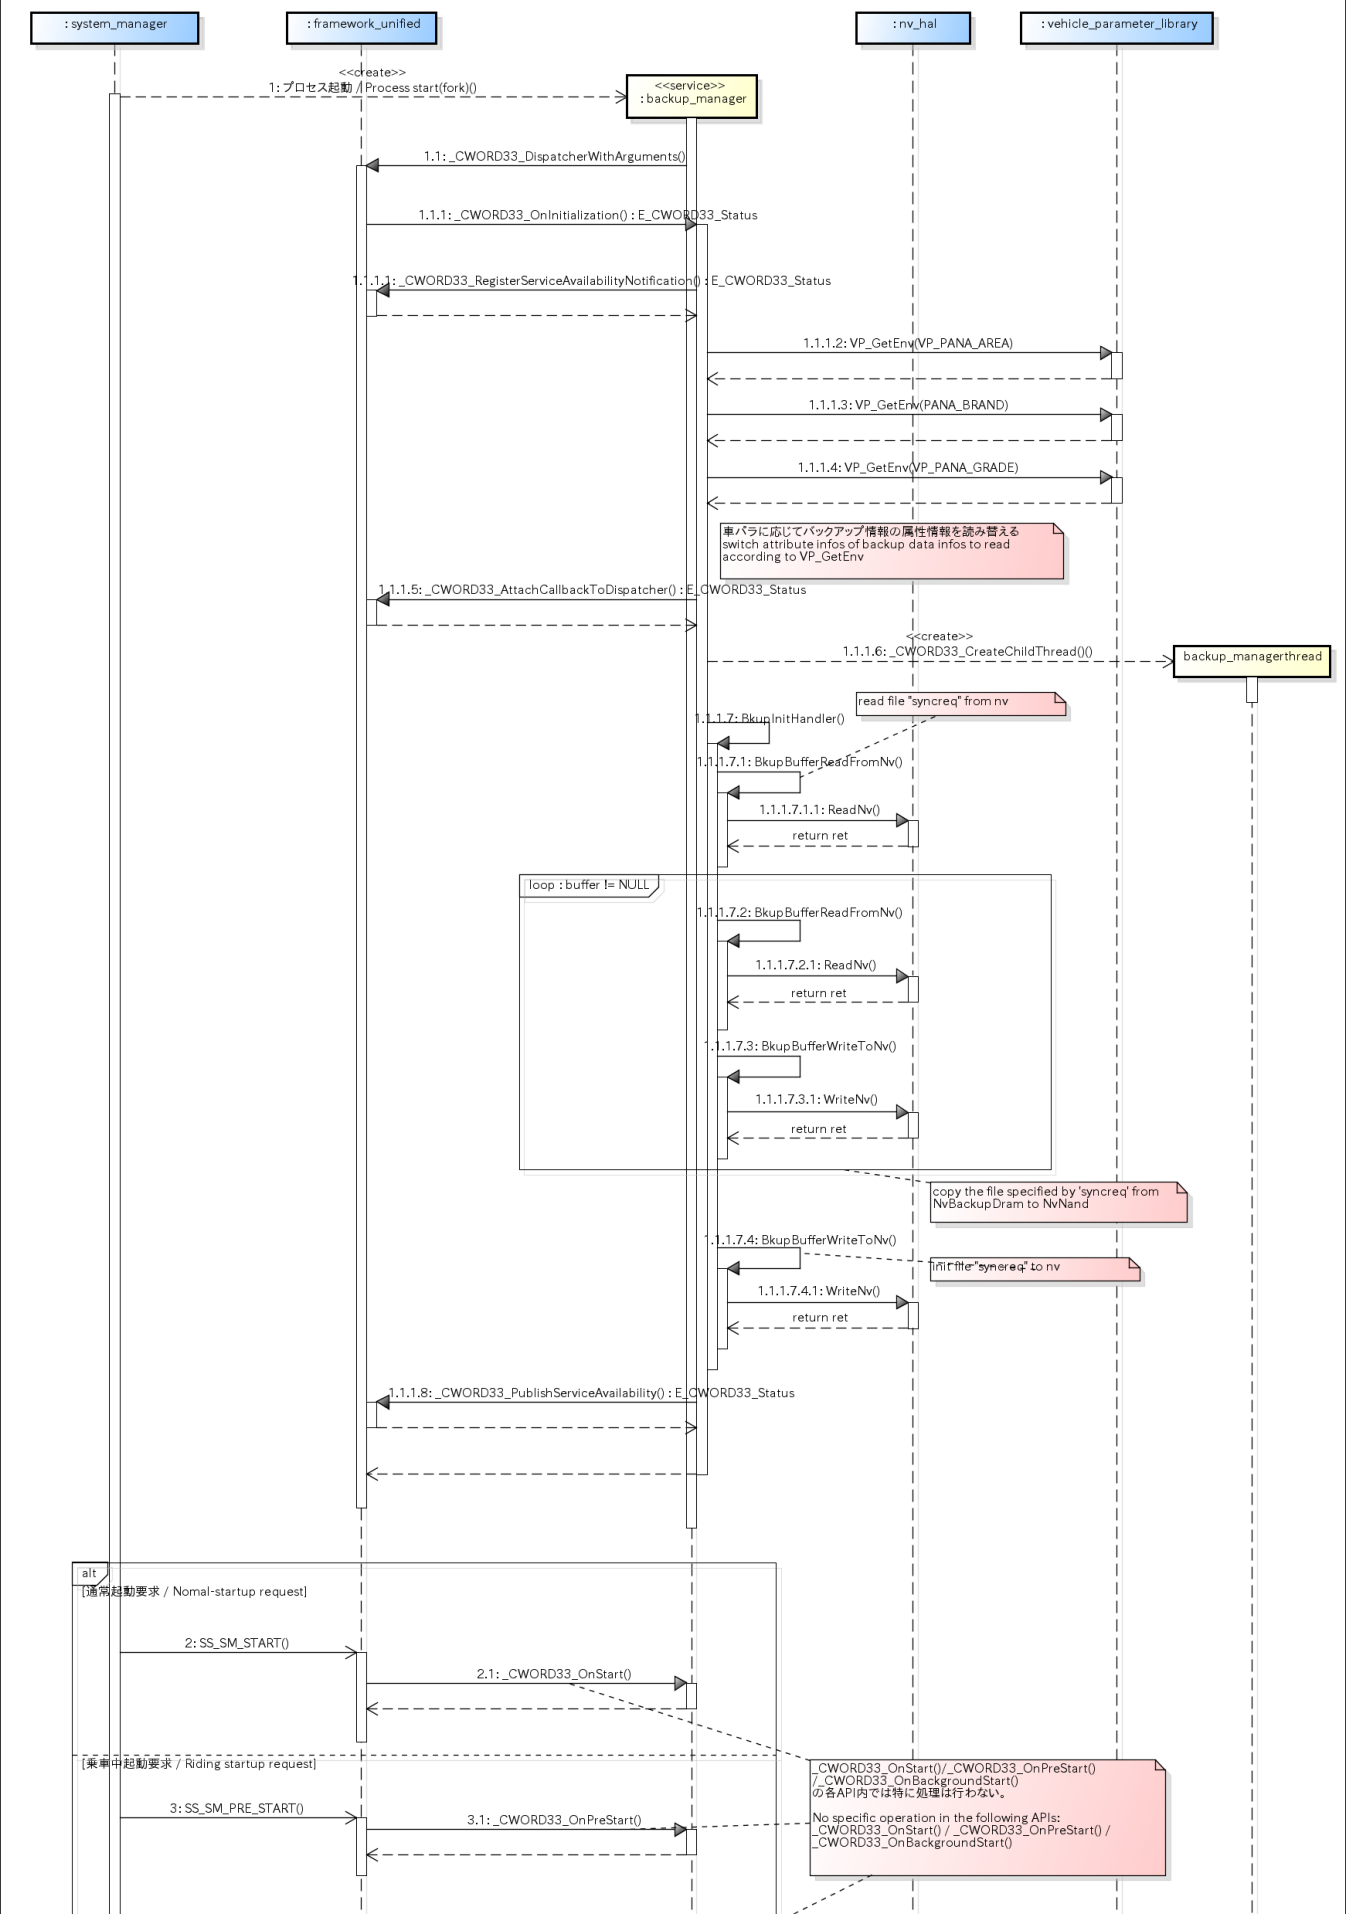 : system_manager
: framework_unified
: nv_hal
: vehicle_parameter_library
<<create>>
1: プロセス起動 / Process start(fork)()
<<service>>
: backup_manager
1.1: _CWORD33_DispatcherWithArguments()
1.1.1: _CWORD33_OnInitialization() : E_CWORD33_Status
1.1.1.1: _CWORD33_RegisterServiceAvailabilityNotification() : E_CWORD33_Status
1.1.1.2: VP_GetEnv(VP_PANA_AREA)
1.1.1.3: VP_GetEnv(PANA_BRAND)
1.1.1.4: VP_GetEnv(VP_PANA_GRADE)
車パラに応じてバックアップ情報の属性情報を読み替える
switch attribute infos of backup data infos to read
according to VP_GetEnv
1.1.1.5: _CWORD33_AttachCallbackToDispatcher() : E_CWORD33_Status
<<create>>
1.1.1.6: _CWORD33_CreateChildThread()()
backup_managerthread
read file "syncreq" from nv
1.1.1.7: BkupInitHandler()
1.1.1.7.1: BkupBufferReadFromNv()
1.1.1.7.1.1: ReadNv()
return ret
loop : buffer != NULL
1.1.1.7.2: BkupBufferReadFromNv()
1.1.1.7.2.1: ReadNv()
return ret
1.1.1.7.3: BkupBufferWriteToNv()
1.1.1.7.3.1: WriteNv()
return ret
copy the file specified by 'syncreq' from
NvBackupDram to NvNand
1.1.1.7.4: BkupBufferWriteToNv()
init file "syncreq" to nv
1.1.1.7.4.1: WriteNv()
return ret
1.1.1.8: _CWORD33_PublishServiceAvailability() : E_CWORD33_Status
alt
[通常起動要求 / Nomal-startup request]
2: SS_SM_START()
2.1: _CWORD33_OnStart()
[乗車中起動要求 / Riding startup request]
3: SS_SM_PRE_START()
3.1: _CWORD33_OnPreStart()
_CWORD33_OnStart()/_CWORD33_OnPreStart()
/_CWORD33_OnBackgroundStart()
の各API内では特に処理は行わない。
No specific operation in the following APIs:
_CWORD33_OnStart() / _CWORD33_OnPreStart() /
_CWORD33_OnBackgroundStart()